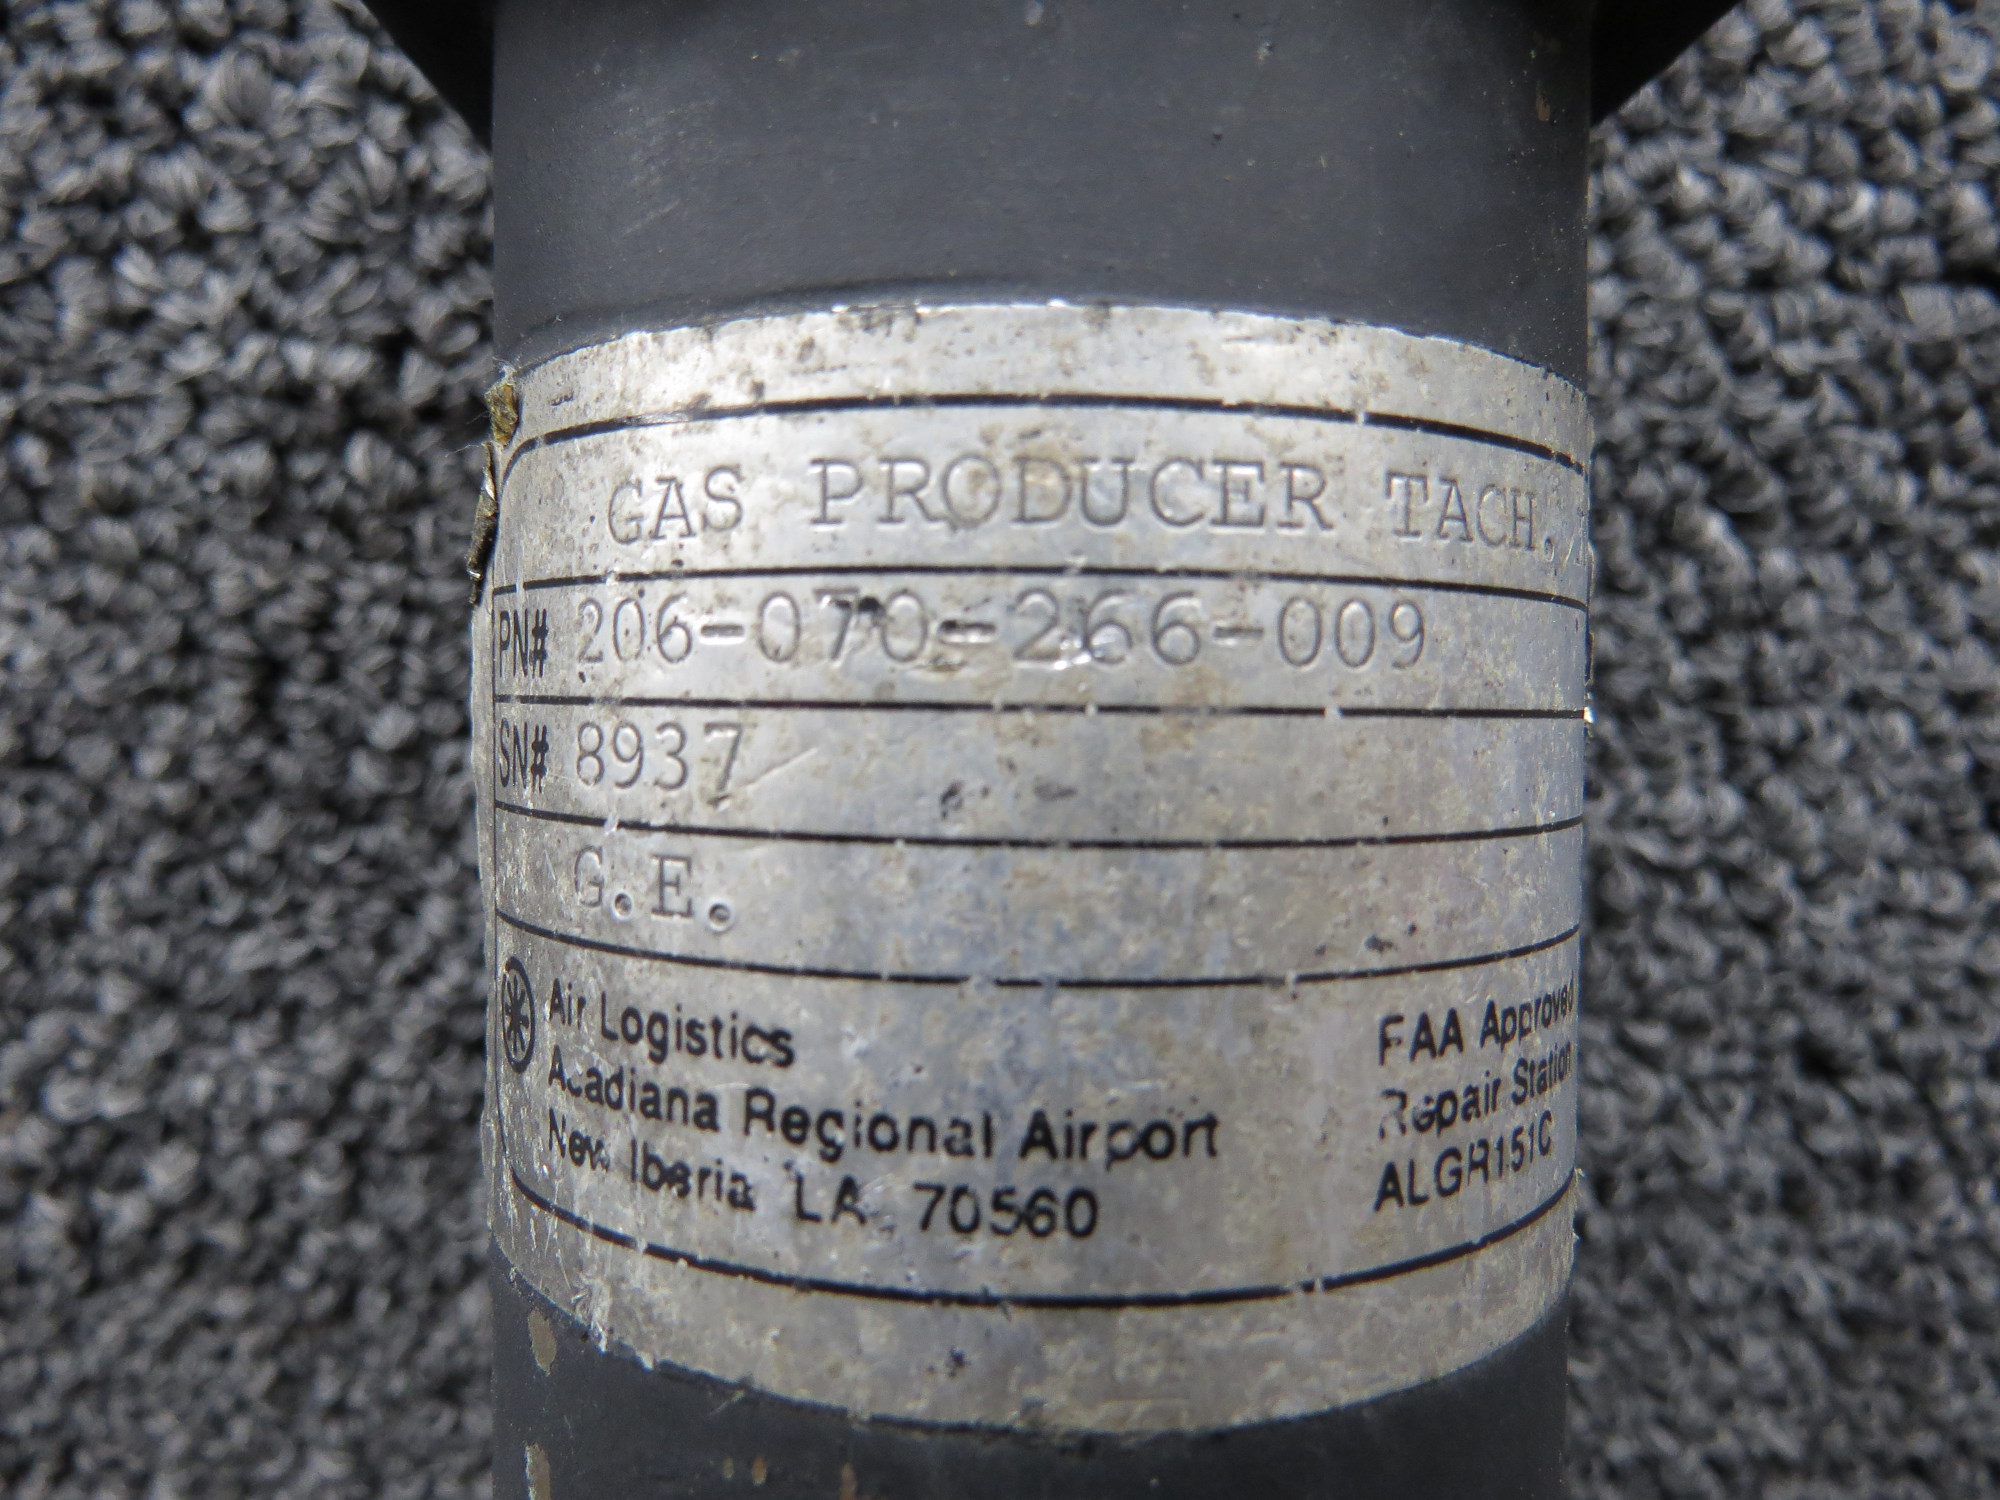 GAS PRODUCER TACH.
PN# 206-070-266-009
SN# 8937
G.E.
Air Logistics
Acadiana Regional Airport
New Iberia LA 70560
FAA Approved
Repair Station
ALGR151C